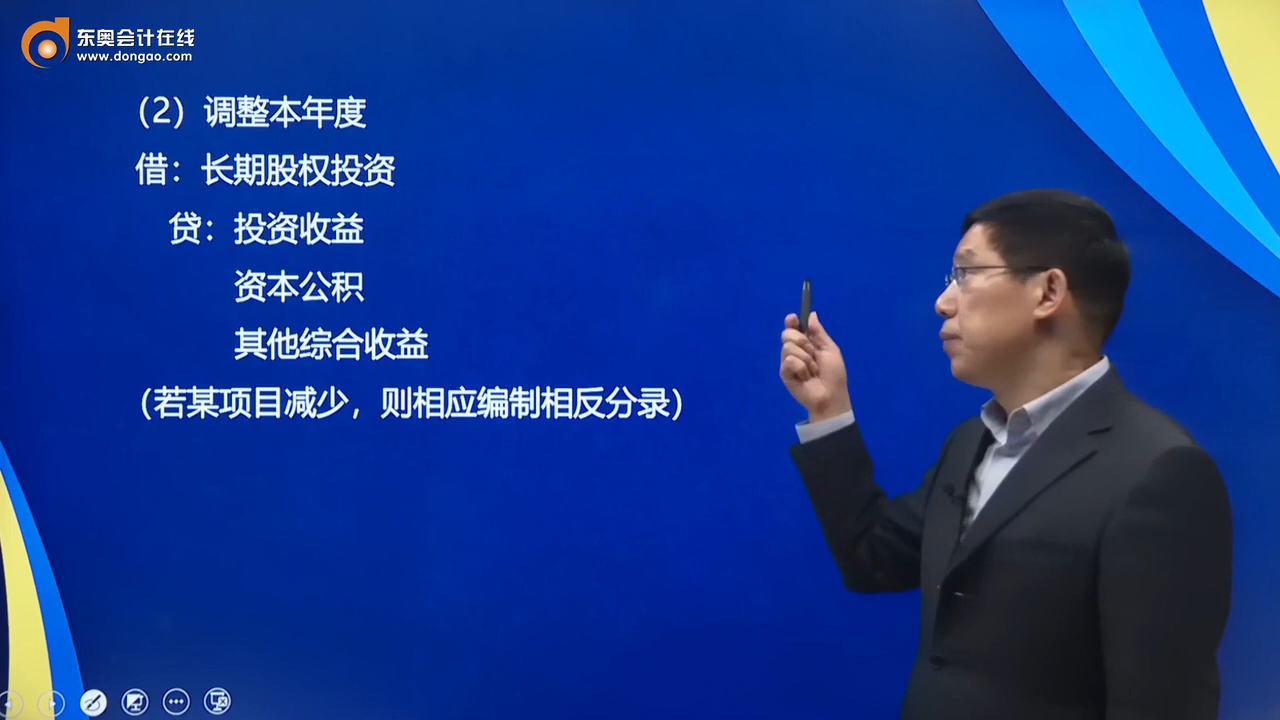 东奥会计在线
www.dongao.com
（2）调整本年度
借：长期股权投资
贷：投资收益
资本公积
其他综合收益
（若某项目减少，则相应编制相反分录）